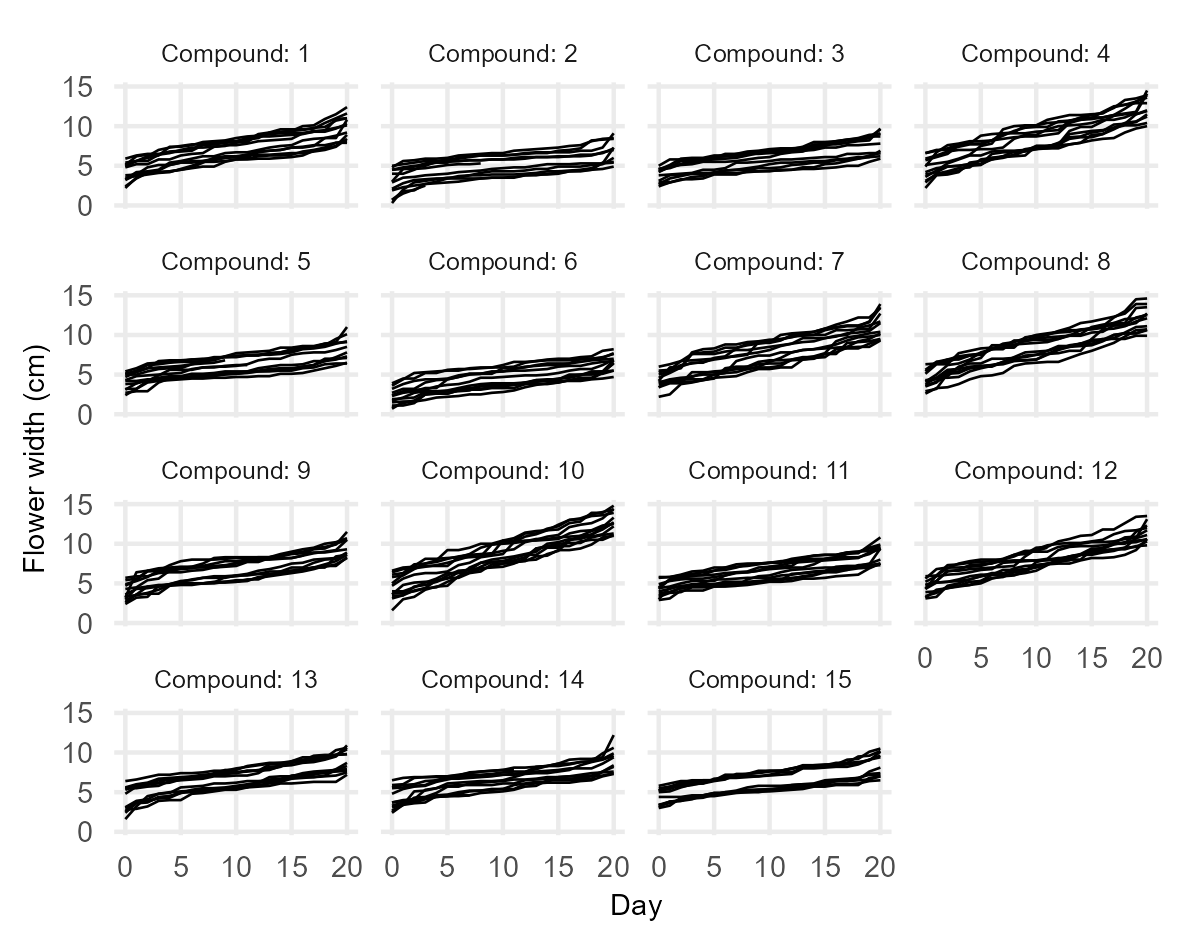 Compound: 1
Compound: 2
Compound: 3
Compound: 4
15
10
5
0
Compound: 5
Compound: 6
Compound: 7
Compound: 8
15
10
5
0
Compound: 9
Compound: 10
Compound: 11
Compound: 12
15
10
5
0
0 5 10 15 20
Compound: 13
Compound: 14
Compound: 15
15
10
5
0
0 5 10 15 20
0 5 10 15 20
0 5 10 15 20
Day
Flower width (cm)